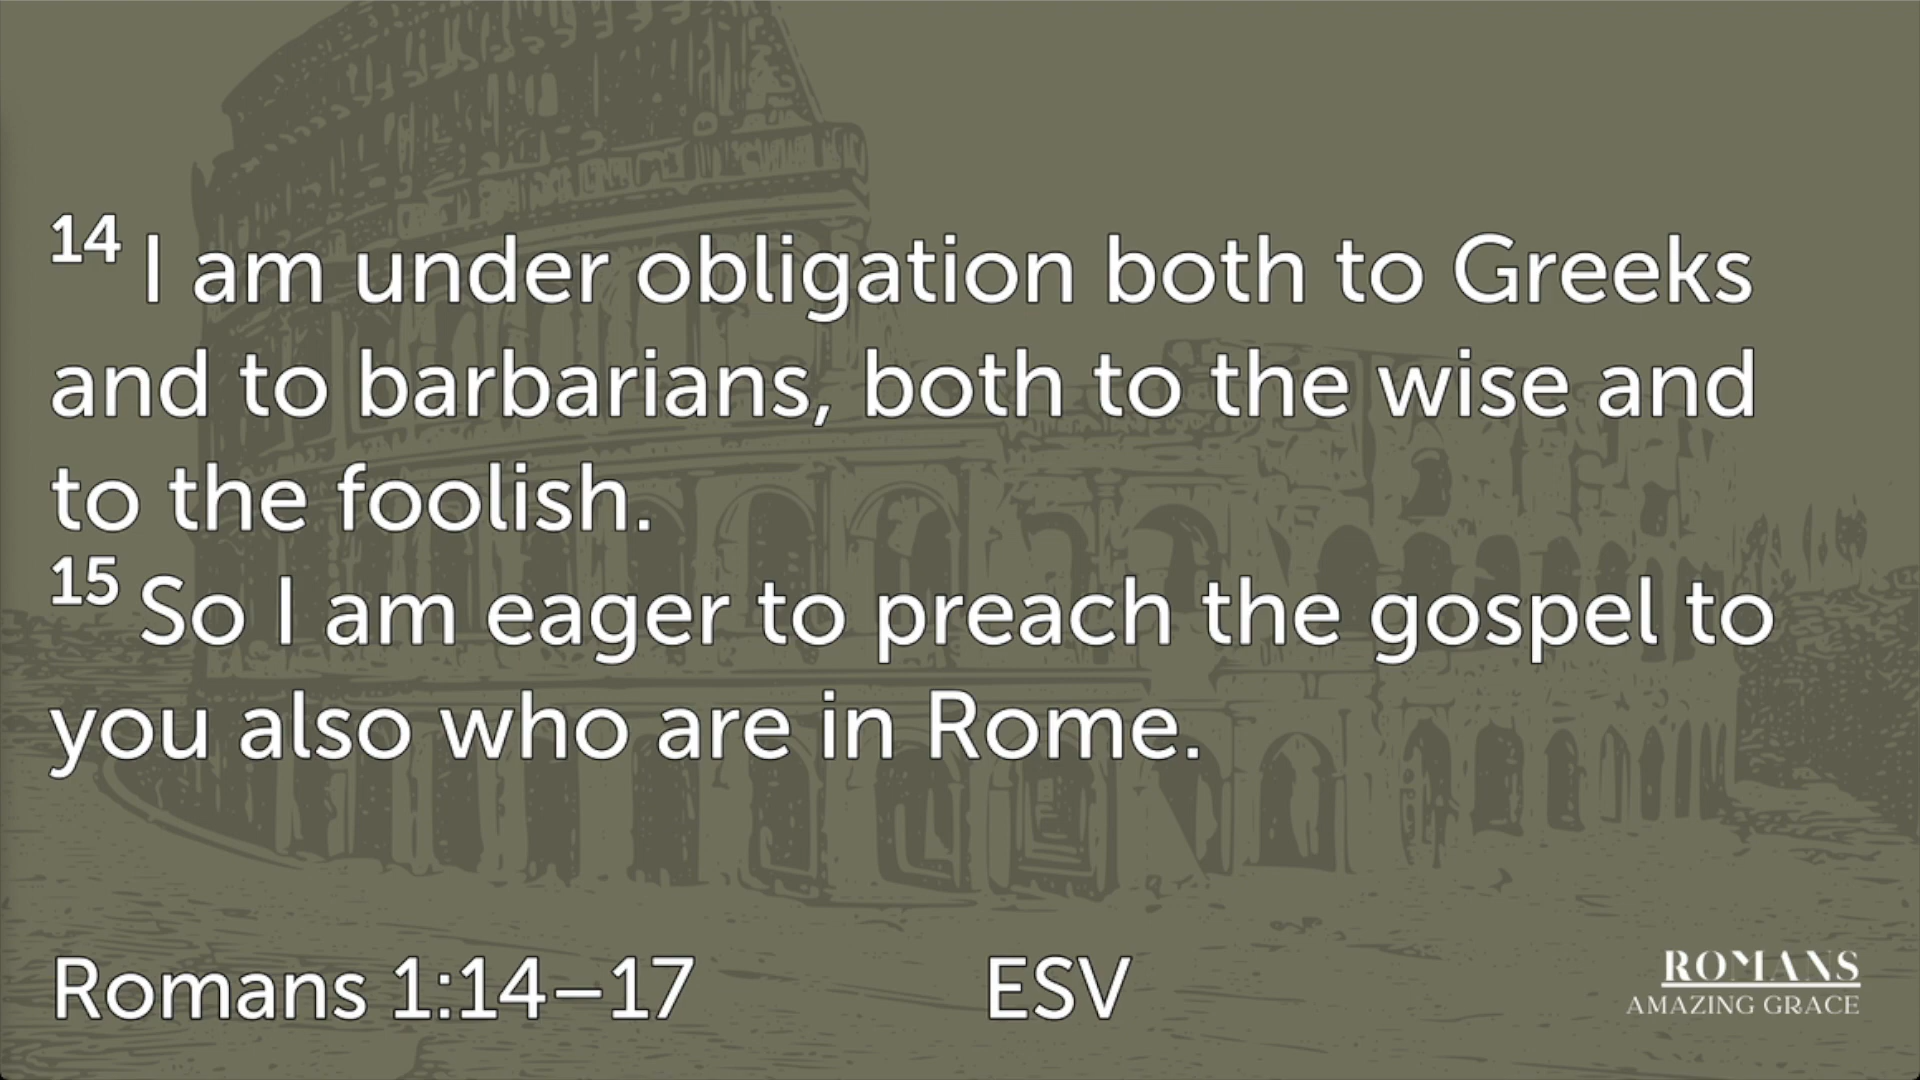 14 I am under obligation both to Greeks
and to barbarians, both to the wise and
to the foolish.
15 So I am eager to preach the gospel to
you also who are in Rome.
Romans 1:14–17 ESV
ROMANS
AMAZING GRACE